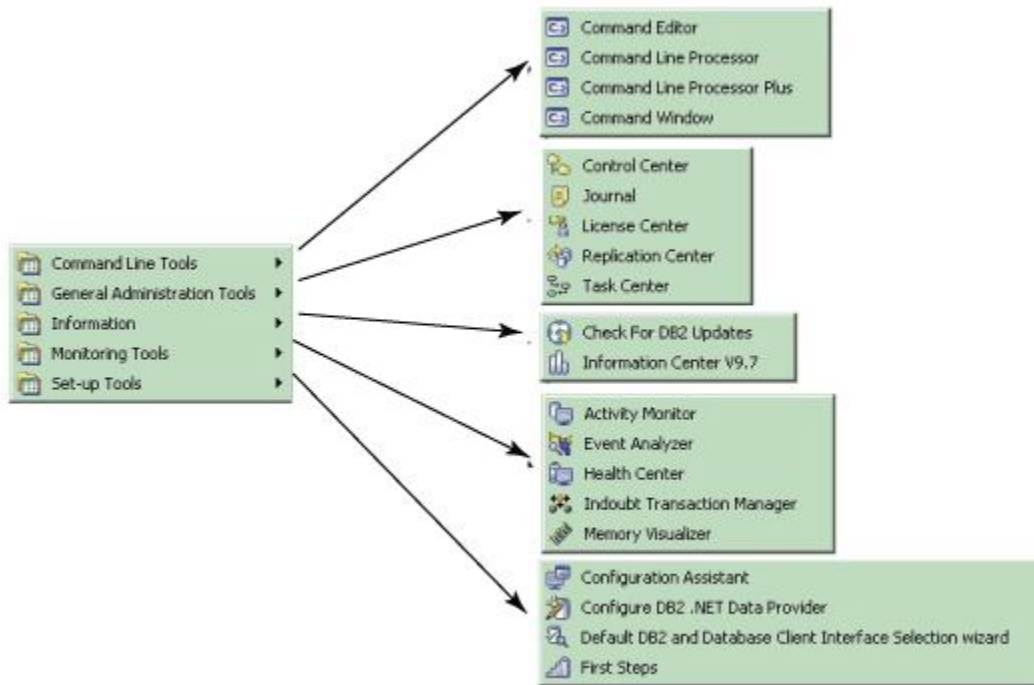 Command Line Tools
General Administration Tools
Information
Monitoring Tools
Set-up Tools
Command Editor
Command Line Processor
Command Line Processor Plus
Command Window
Control Center
Journal
License Center
Replication Center
Task Center
Check For DB2 Updates
Information Center V9.7
Activity Monitor
Event Analyzer
Health Center
Indoubt Transaction Manager
Memory Visualizer
Configuration Assistant
Configure DB2 .NET Data Provider
Default DB2 and Database Client Interface Selection wizard
First Steps